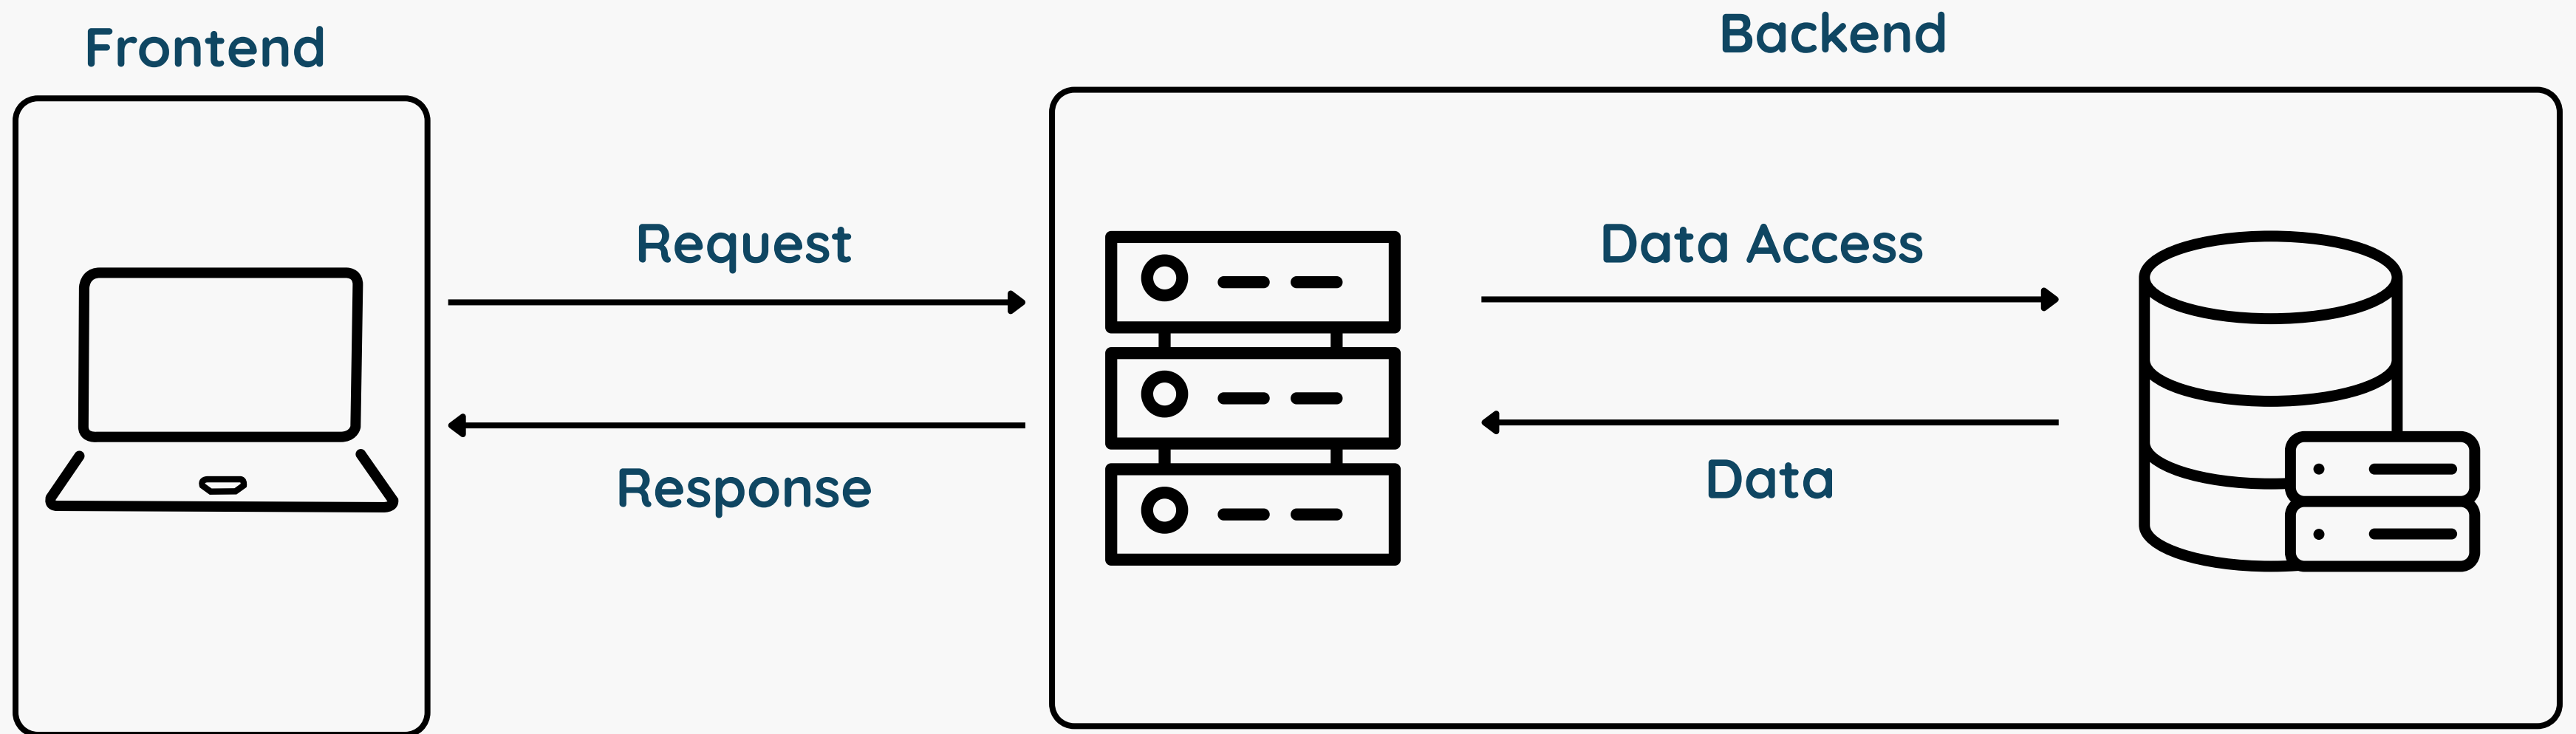 Frontend
Backend
Request
Response
Data Access
Data